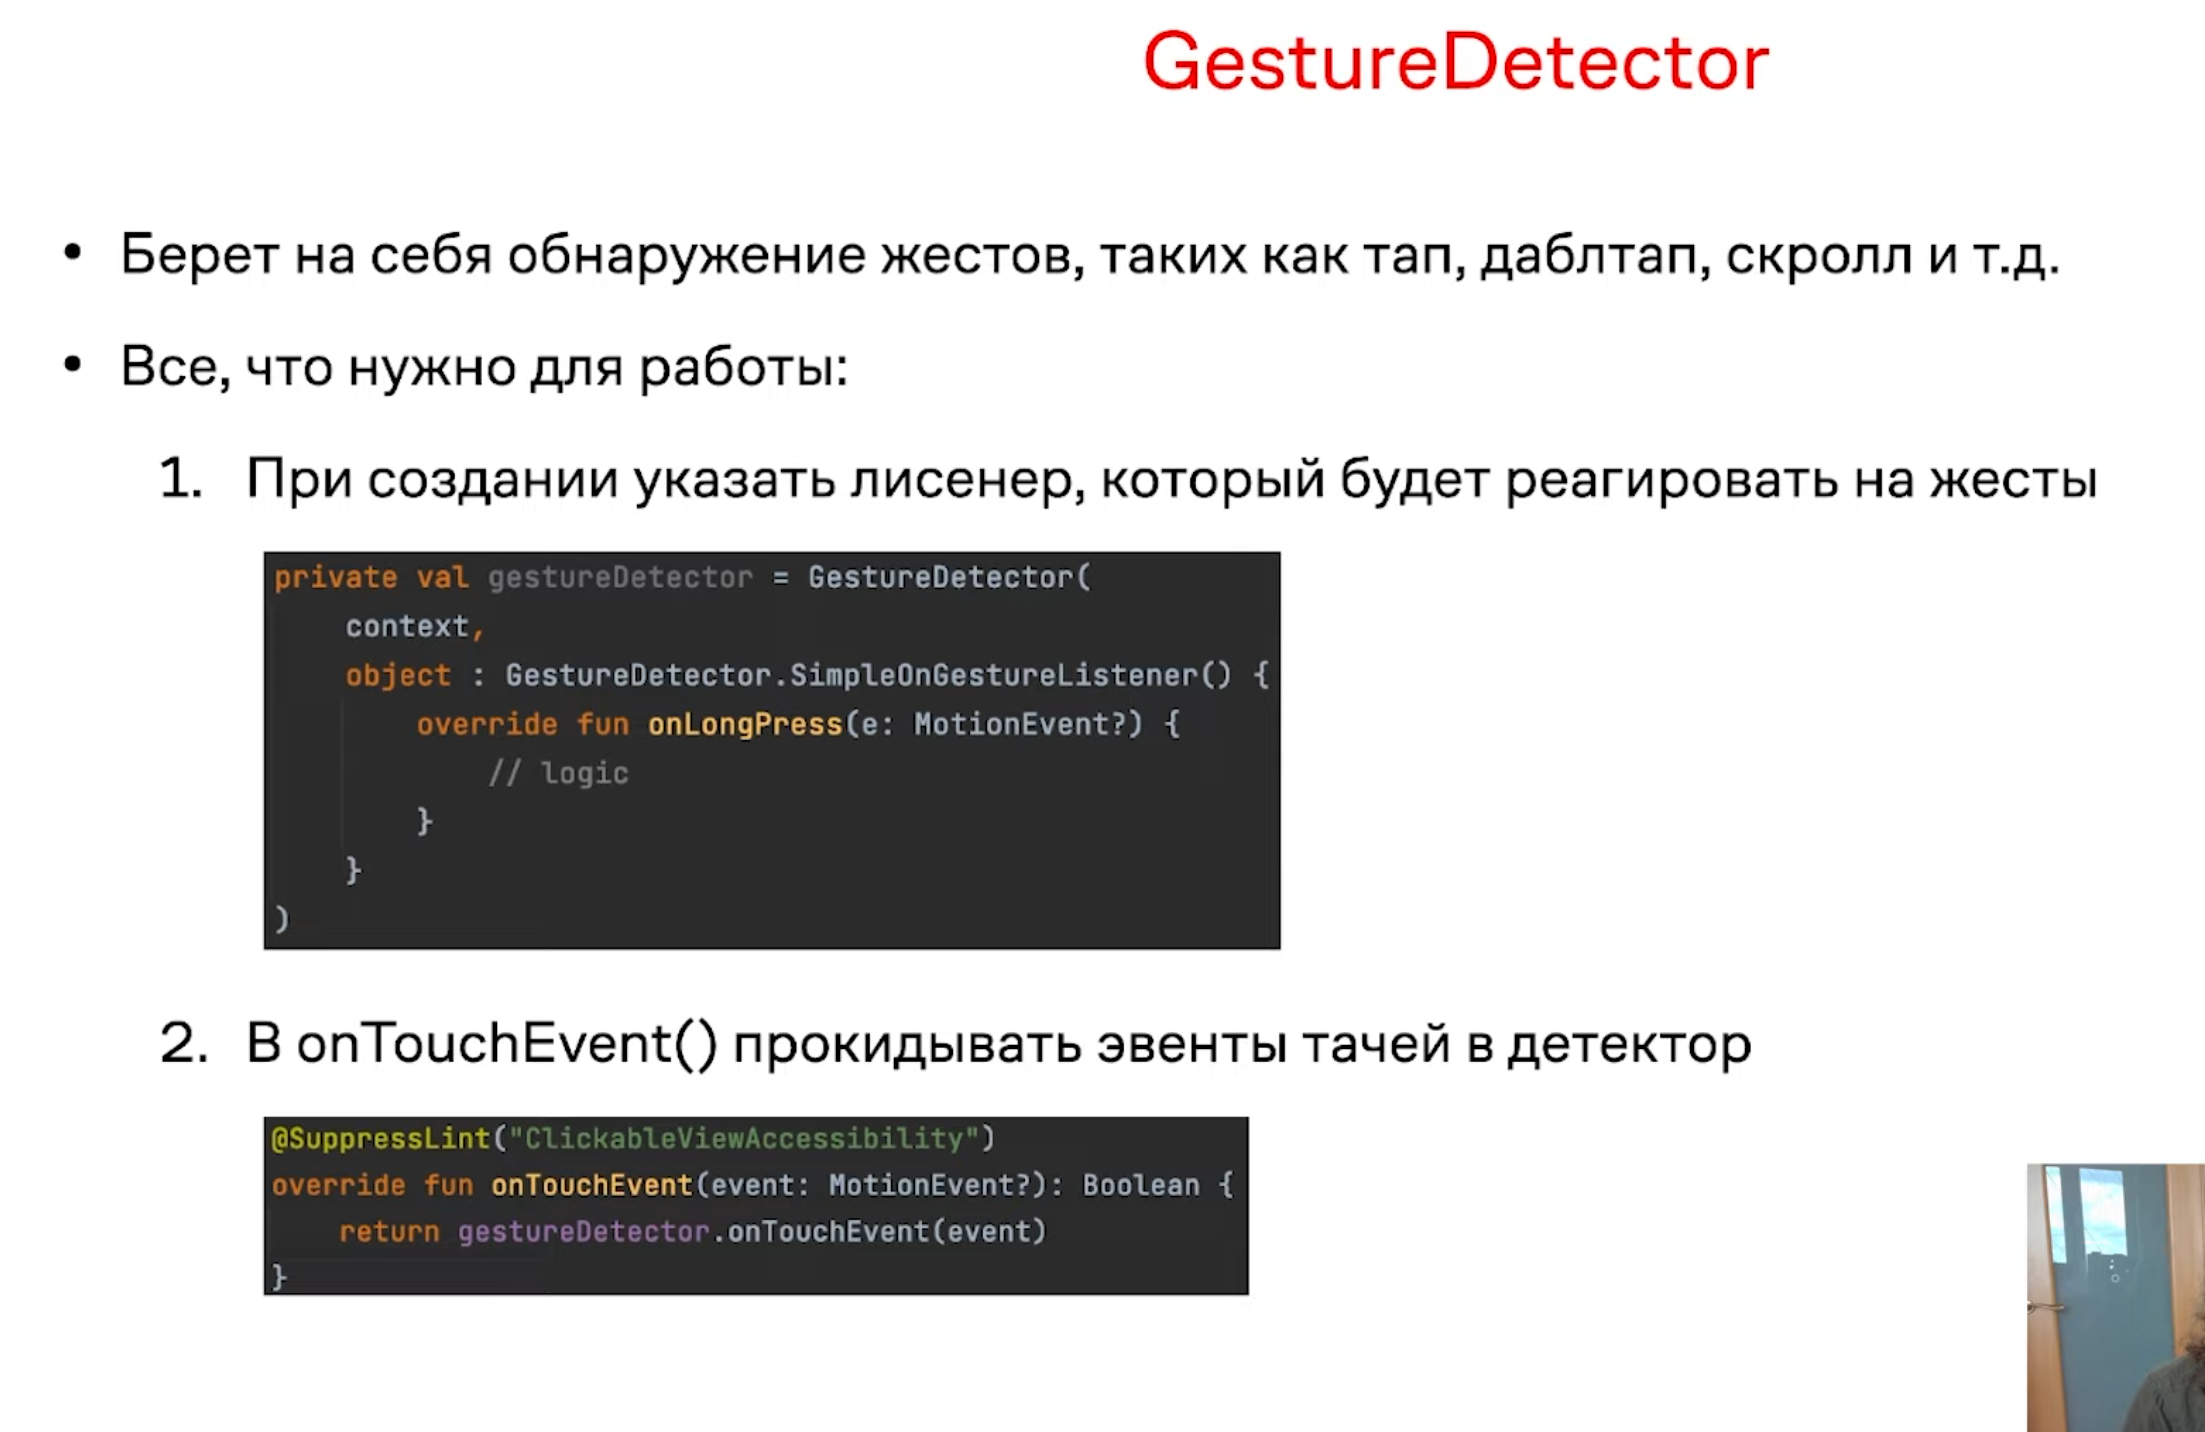 GestureDetector
• Берет на себя обнаружение жестов, таких как тап, даблтап, скролл и т.д.
• Все, что нужно для работы:
1. При создании указать лисенер, который будет реагировать на жесты
private val gestureDetector = GestureDetector(
    context,
    object : GestureDetector.SimpleOnGestureListener() {
        override fun onLongPress(e: MotionEvent?) {
            // logic
        }
    }
)
2. В onTouchEvent() прокидывать эвенты тачей в детектор
@SuppressLint("ClickableViewAccessibility")
override fun onTouchEvent(event: MotionEvent?): Boolean {
    return gestureDetector.onTouchEvent(event)
}